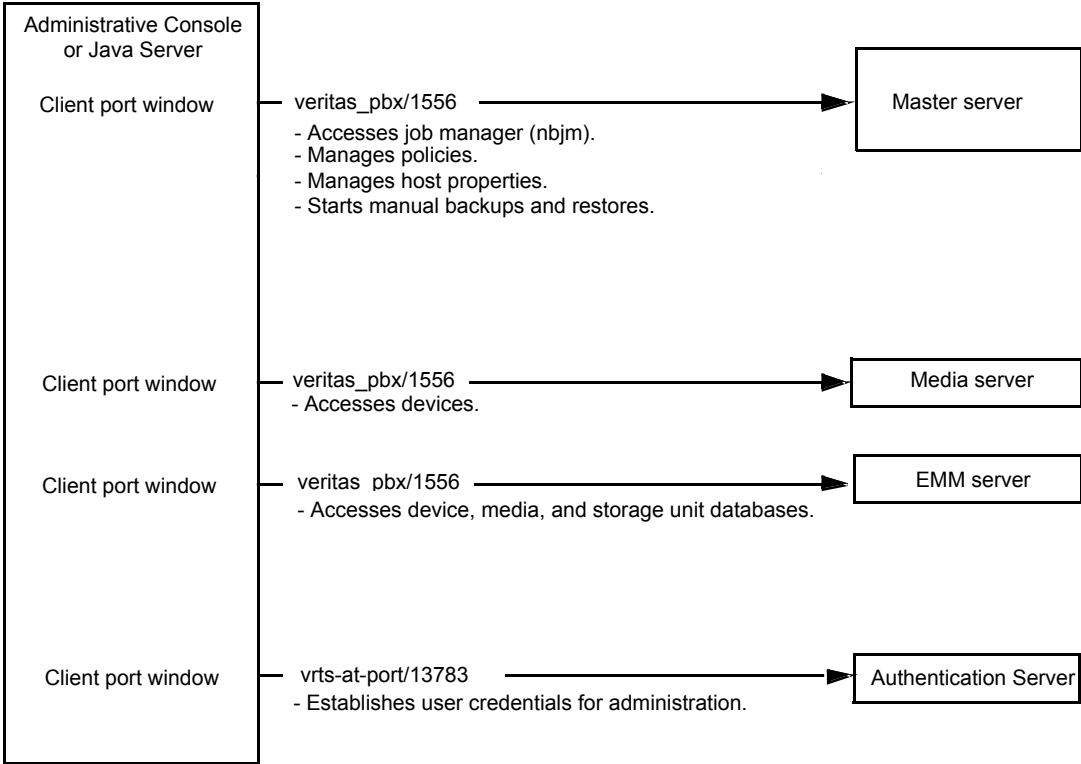 Administrative Console
or Java Server
Client port window
veritas_pbx/1556
Master server
- Accesses job manager (nbjm).
- Manages policies.
- Manages host properties.
- Starts manual backups and restores.
Client port window
veritas_pbx/1556
Media server
- Accesses devices.
Client port window
veritas pbx/1556
EMM server
- Accesses device, media, and storage unit databases.
Client port window
vrts-at-port/13783
Authentication Server
- Establishes user credentials for administration.